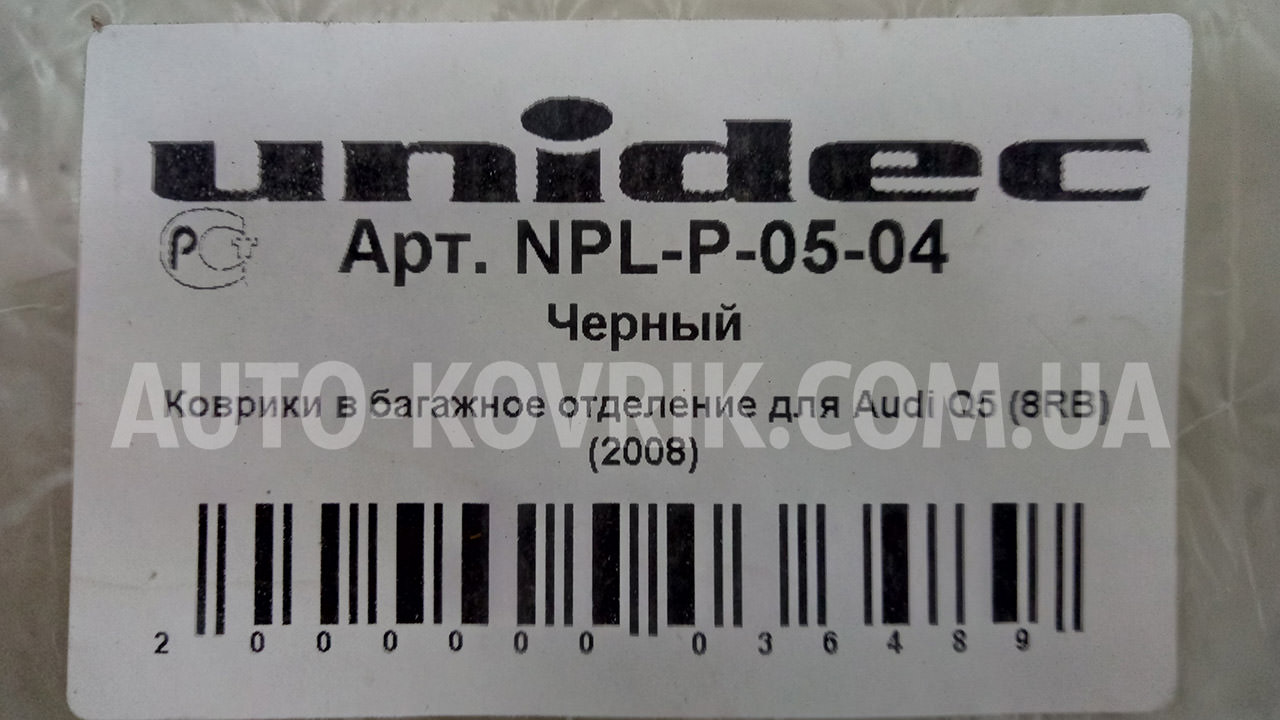 unidec
РСТ Арт. NPL-P-05-04
Черный
AUTO-KOVRIK.COM.UA
Коврики в багажное отделение для Audi Q5 (8RB)
(2008)
2 000000 036489